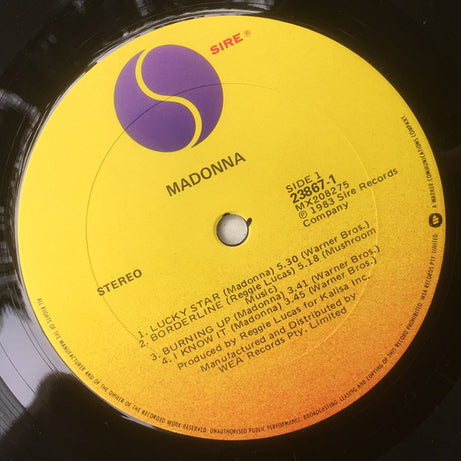 SIRE®
MADONNA
STEREO
SIDE 1
23867-1
MX208275
Ⓟ 1983 Sire Records
Company
1. LUCKY STAR (Madonna) 5.30 (Warner Bros.)
2. BORDERLINE (Reggie Lucas) 5.18 (Mushroom
Music)
3. BURNING UP (Madonna) 3.41 (Warner Bros.)
4. I KNOW IT (Madonna) 3.45 (Warner Bros.)
Produced by Reggie Lucas for Kalisa Inc.
Manufactured and Distributed by
WEA Records Pty. Limited
ALL RIGHTS OF THE MANUFACTURER AND OF THE OWNER OF THE RECORDED WORK RESERVED. UNAUTHORISED PUBLIC PERFORMANCE, BROADCASTING, LEASING AND COPYING OF THIS RECORD PROHIBITED. WEA RECORDS PTY. LIMITED. A WARNER COMMUNICATIONS COMPANY.